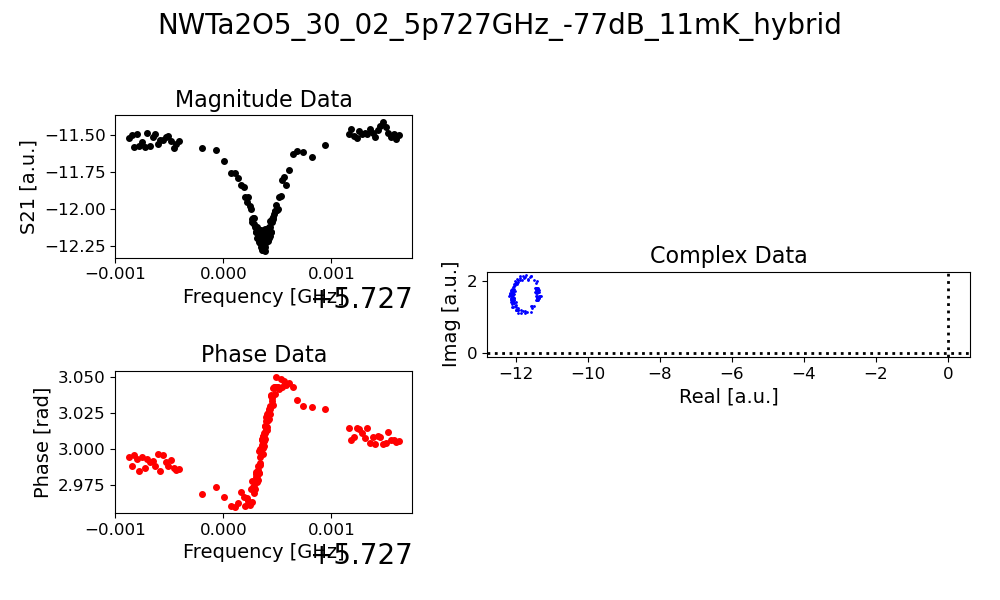 NWTa2O5_30_02_5p727GHz_-77dB_11mK_hybrid
Magnitude Data
S21 [a.u.]
−11.50
−11.75
−12.00
−12.25
−0.001 0.000 0.001
Frequency [GHz]
+5.727
Phase Data
Phase [rad]
3.050
3.025
3.000
2.975
−0.001 0.000 0.001
Frequency [GHz]
+5.727
Complex Data
Imag [a.u.]
2
0
−12 −10 −8 −6 −4 −2 0
Real [a.u.]